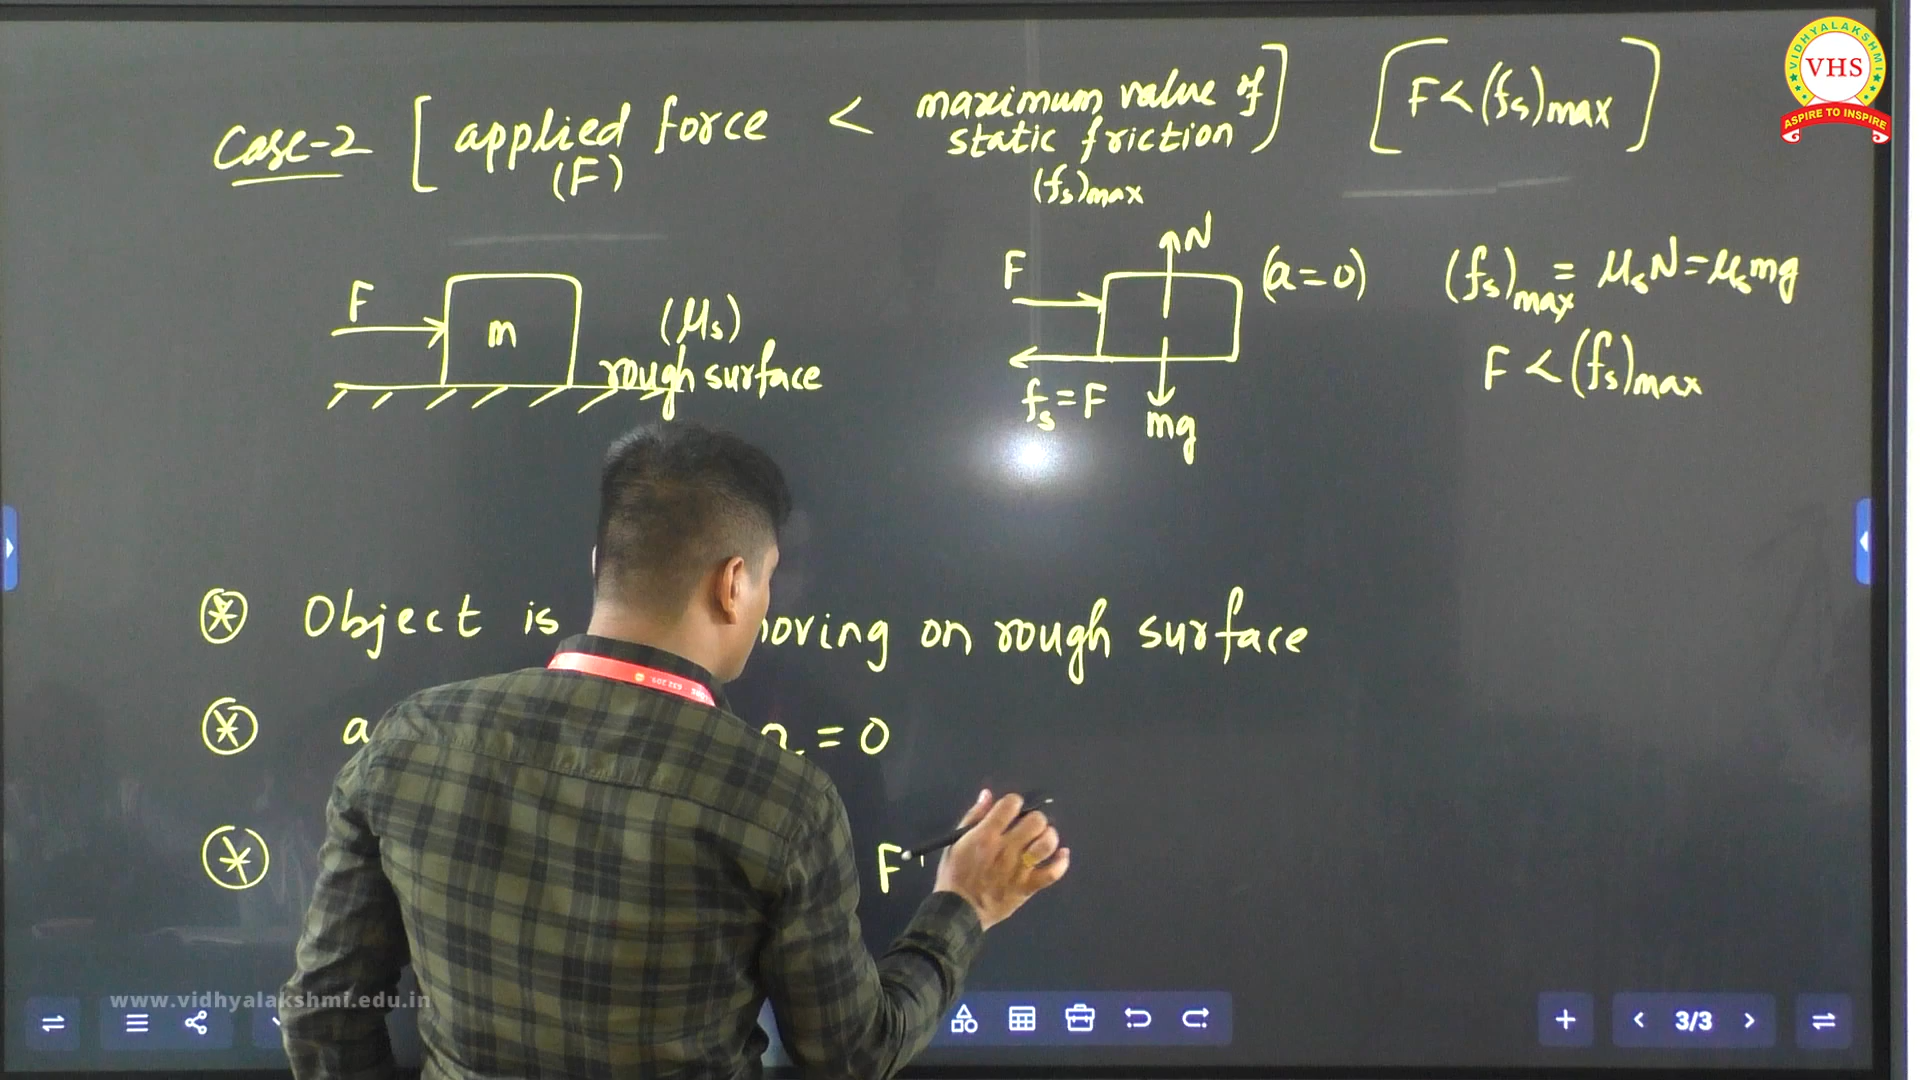 VIDHYALAKSHMI
VHS
ASPIRE TO INSPIRE
Case-2 [ applied force < maximum value of static friction ] [ F < (fs)max ]
(F)
(fs)max
F
m
(μs)
rough surface
F
N
(a = 0)
fs = F
mg
(fs)max = μsN = μsmg
F < (fs)max
Object is on rough surface
a = 0
F
www.vidhyalakshmi.edu.in
3/3